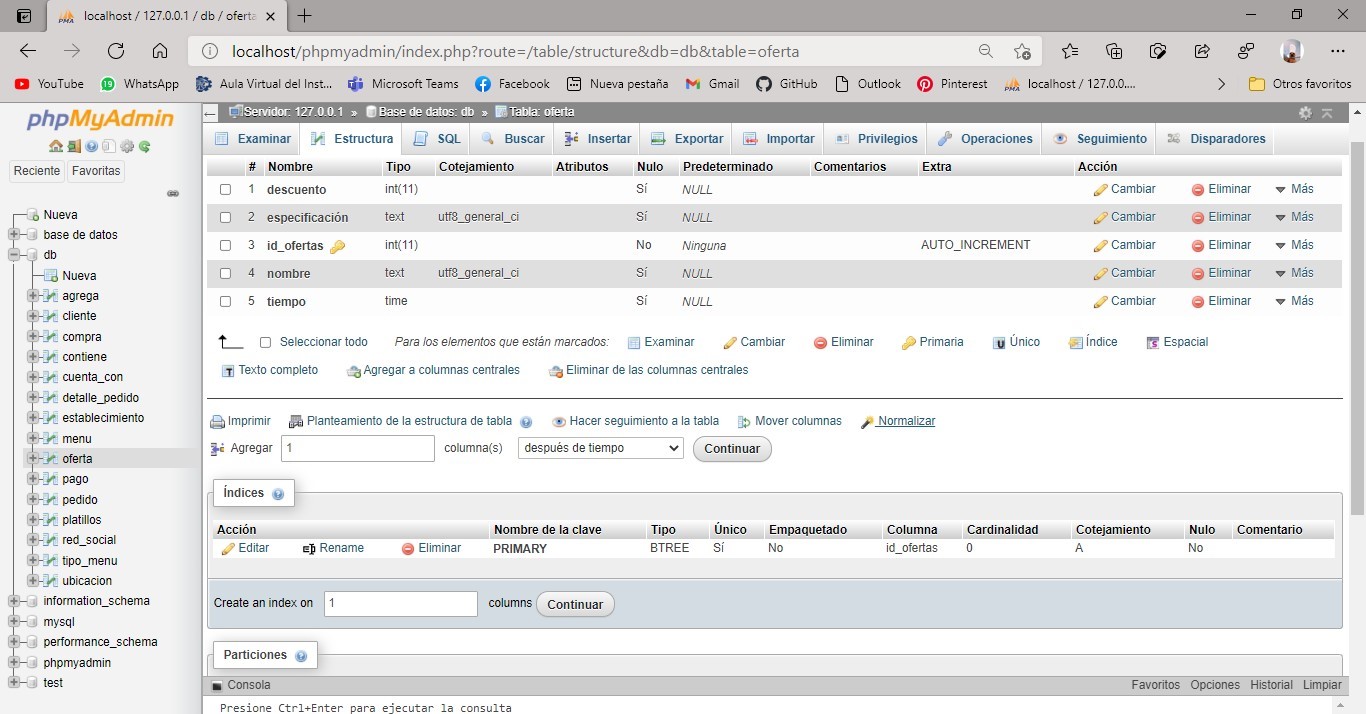 localhost / 127.0.0.1 / db / oferta
localhost/phpmyadmin/index.php?route=/table/structure&db=db&table=oferta
YouTube WhatsApp Aula Virtual del Inst... Microsoft Teams Facebook Nueva pestaña Gmail GitHub Outlook Pinterest localhost / 127.0.0.... Otros favoritos
phpMyAdmin
Reciente Favoritas
Nueva
base de datos
db
Nueva
agrega
cliente
compra
contiene
cuenta_con
detalle_pedido
establecimiento
menu
oferta
pago
pedido
platillos
red_social
tipo_menu
ubicacion
information_schema
mysql
performance_schema
phpmyadmin
test
Servidor: 127.0.0.1 » Base de datos: db » Tabla: oferta
Examinar Estructura SQL Buscar Insertar Exportar Importar Privilegios Operaciones Seguimiento Disparadores
# Nombre Tipo Cotejamiento Atributos Nulo Predeterminado Comentarios Extra Acción
1 descuento int(11) Sí NULL Cambiar Eliminar Más
2 especificación text utf8_general_ci Sí NULL Cambiar Eliminar Más
3 id_ofertas int(11) No Ninguna AUTO_INCREMENT Cambiar Eliminar Más
4 nombre text utf8_general_ci Sí NULL Cambiar Eliminar Más
5 tiempo time Sí NULL Cambiar Eliminar Más
Seleccionar todo Para los elementos que están marcados: Examinar Cambiar Eliminar Primaria Único Índice Espacial
Texto completo Agregar a columnas centrales Eliminar de las columnas centrales
Imprimir Planteamiento de la estructura de tabla Hacer seguimiento a la tabla Mover columnas Normalizar
Agregar 1 columna(s) después de tiempo Continuar
Índices
Acción Nombre de la clave Tipo Único Empaquetado Columna Cardinalidad Cotejamiento Nulo Comentario
Editar Rename Eliminar PRIMARY BTREE Sí No id_ofertas 0 A No
Create an index on 1 columns Continuar
Particiones
Consola Favoritos Opciones Historial Limpiar
Presione Ctrl+Enter para ejecutar la consulta